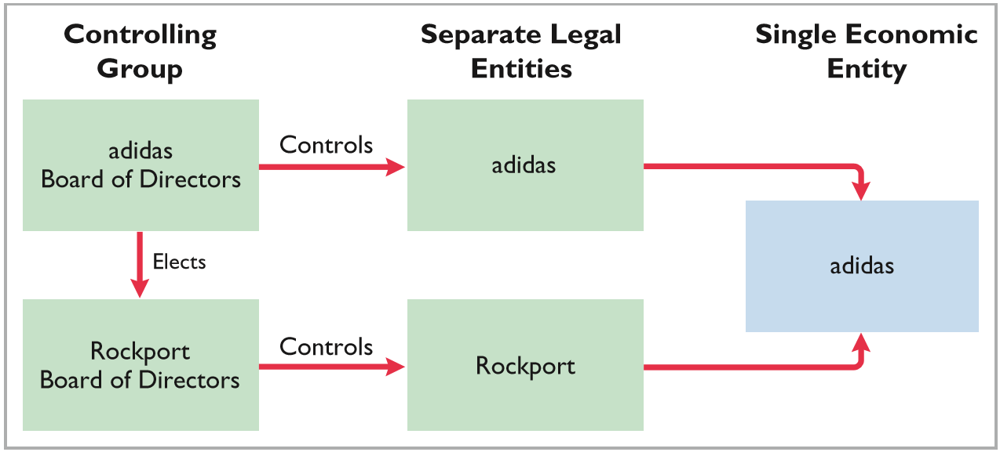 Controlling
Group
Separate Legal
Entities
Single Economic
Entity
adidas
Board of Directors
Controls
adidas
adidas
Elects
Rockport
Board of Directors
Controls
Rockport